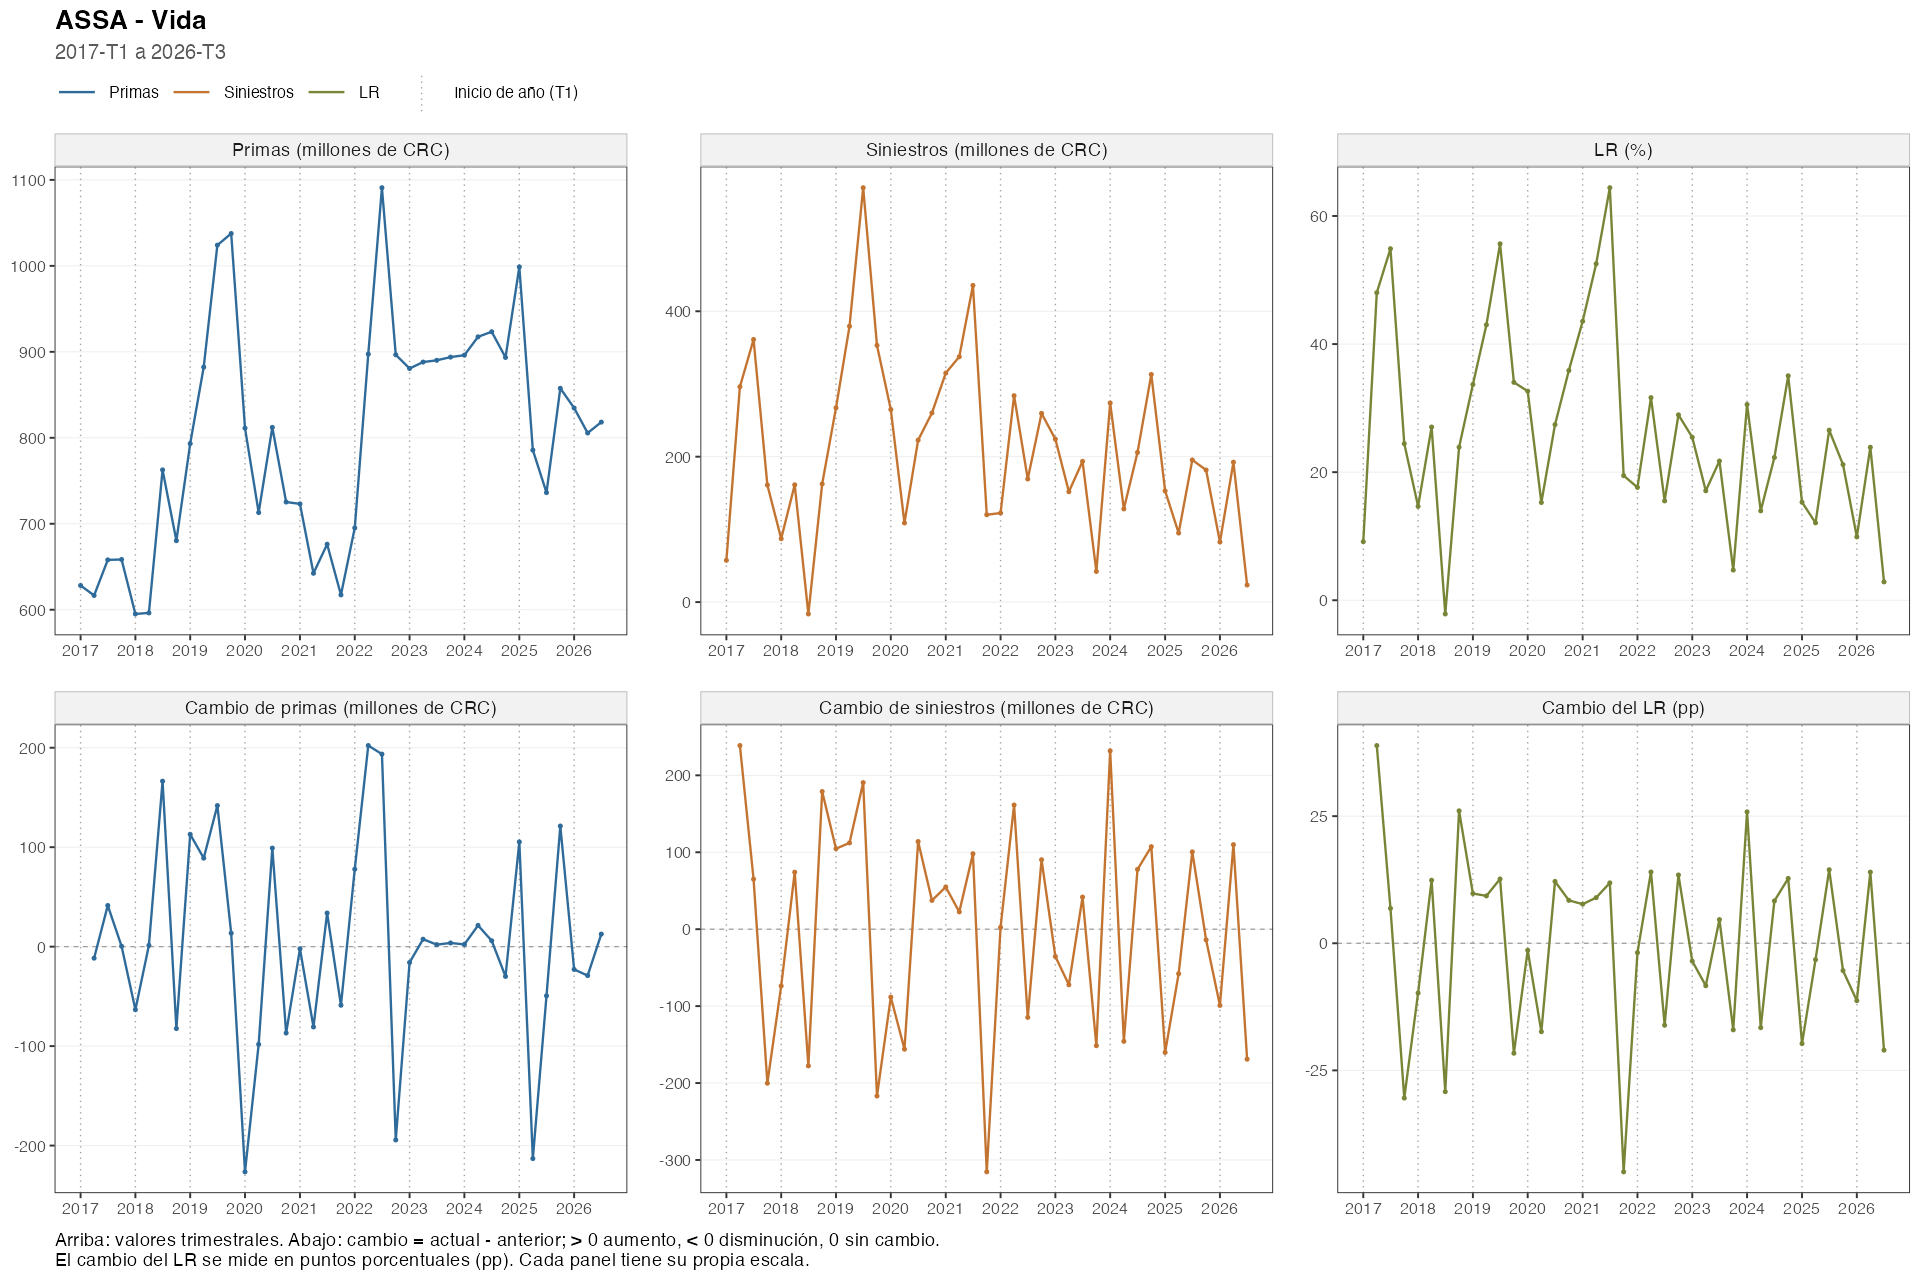 ASSA - Vida
2017-T1 a 2026-T3
Primas Siniestros LR Inicio de año (T1)
Primas (millones de CRC) Siniestros (millones de CRC) LR (%)
1100
1000
900
800
700
600
2017 2018 2019 2020 2021 2022 2023 2024 2025 2026
400
200
0
2017 2018 2019 2020 2021 2022 2023 2024 2025 2026
60
40
20
0
2017 2018 2019 2020 2021 2022 2023 2024 2025 2026
Cambio de primas (millones de CRC) Cambio de siniestros (millones de CRC) Cambio del LR (pp)
200
100
0
-100
-200
2017 2018 2019 2020 2021 2022 2023 2024 2025 2026
200
100
0
-100
-200
-300
2017 2018 2019 2020 2021 2022 2023 2024 2025 2026
25
0
-25
2017 2018 2019 2020 2021 2022 2023 2024 2025 2026
Arriba: valores trimestrales. Abajo: cambio = actual - anterior; > 0 aumento, < 0 disminución, 0 sin cambio.
El cambio del LR se mide en puntos porcentuales (pp). Cada panel tiene su propia escala.